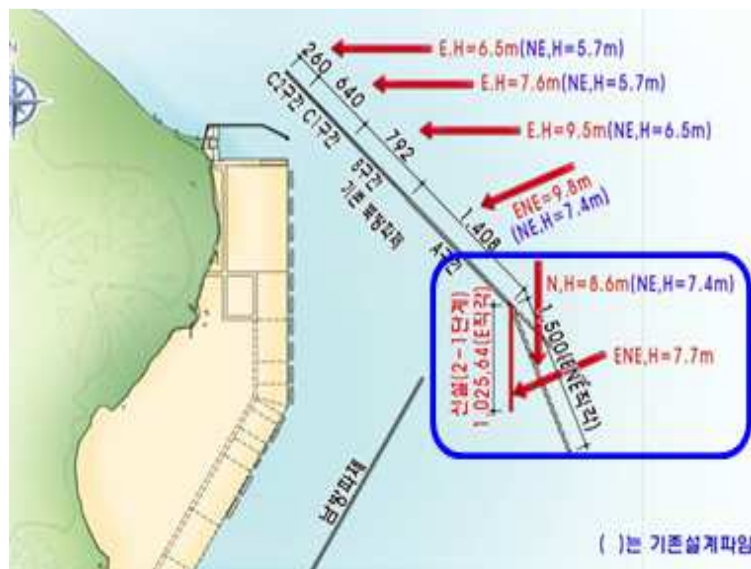 E.H=6.5m(NE,H=5.7m)
260
E.H=7.6m(NE,H=5.7m)
640
C2구간
C1구간
792
E.H=9.5m(NE,H=6.5m)
B구간
기존 북방파제
ENE=9.8m
(NE,H=7.4m)
1.408
A구간
N,H=8.6m(NE,H=7.4m)
신설(2-1단계)
1,025,64(E직각)
1,500(ENE직각)
ENE,H=7.7m
남방파제
( )는 기존설계파임